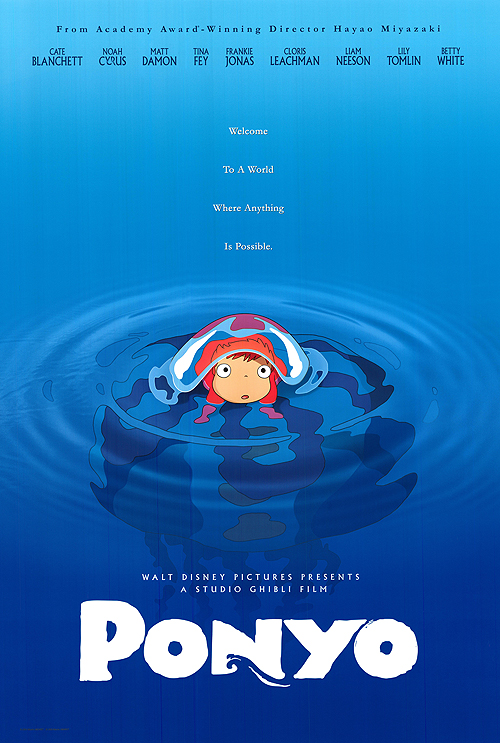 From Academy Award-Winning Director Hayao Miyazaki
CATE BLANCHETT NOAH CYRUS MATT DAMON TINA FEY FRANKIE JONAS CLORIS LEACHMAN LIAM NEESON LILY TOMLIN BETTY WHITE
Welcome
To A World
Where Anything
Is Possible.
WALT DISNEY PICTURES PRESENTS
A STUDIO GHIBLI FILM
PONYO